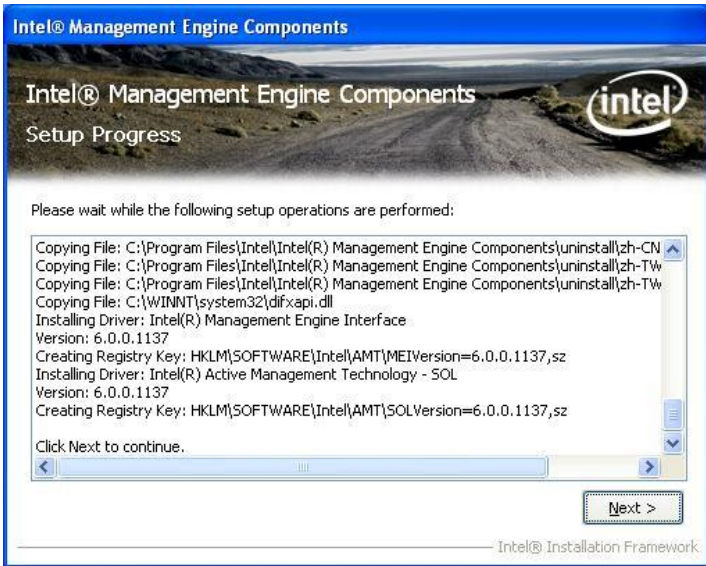 Intel® Management Engine Components
Intel® Management Engine Components
intel
Setup Progress
Please wait while the following setup operations are performed:
Copying File: C:\Program Files\Intel\Intel(R) Management Engine Components\uninstall\zh-CN
Copying File: C:\Program Files\Intel\Intel(R) Management Engine Components\uninstall\zh-TW
Copying File: C:\Program Files\Intel\Intel(R) Management Engine Components\uninstall\zh-TW
Copying File: C:\WINNT\system32\difxapi.dll
Installing Driver: Intel(R) Management Engine Interface
Version: 6.0.0.1137
Creating Registry Key: HKLM\SOFTWARE\Intel\AMT\MEIVersion=6.0.0.1137,sz
Installing Driver: Intel(R) Active Management Technology - SOL
Version: 6.0.0.1137
Creating Registry Key: HKLM\SOFTWARE\Intel\AMT\SOLVersion=6.0.0.1137,sz
Click Next to continue.
Next >
Intel® Installation Framework